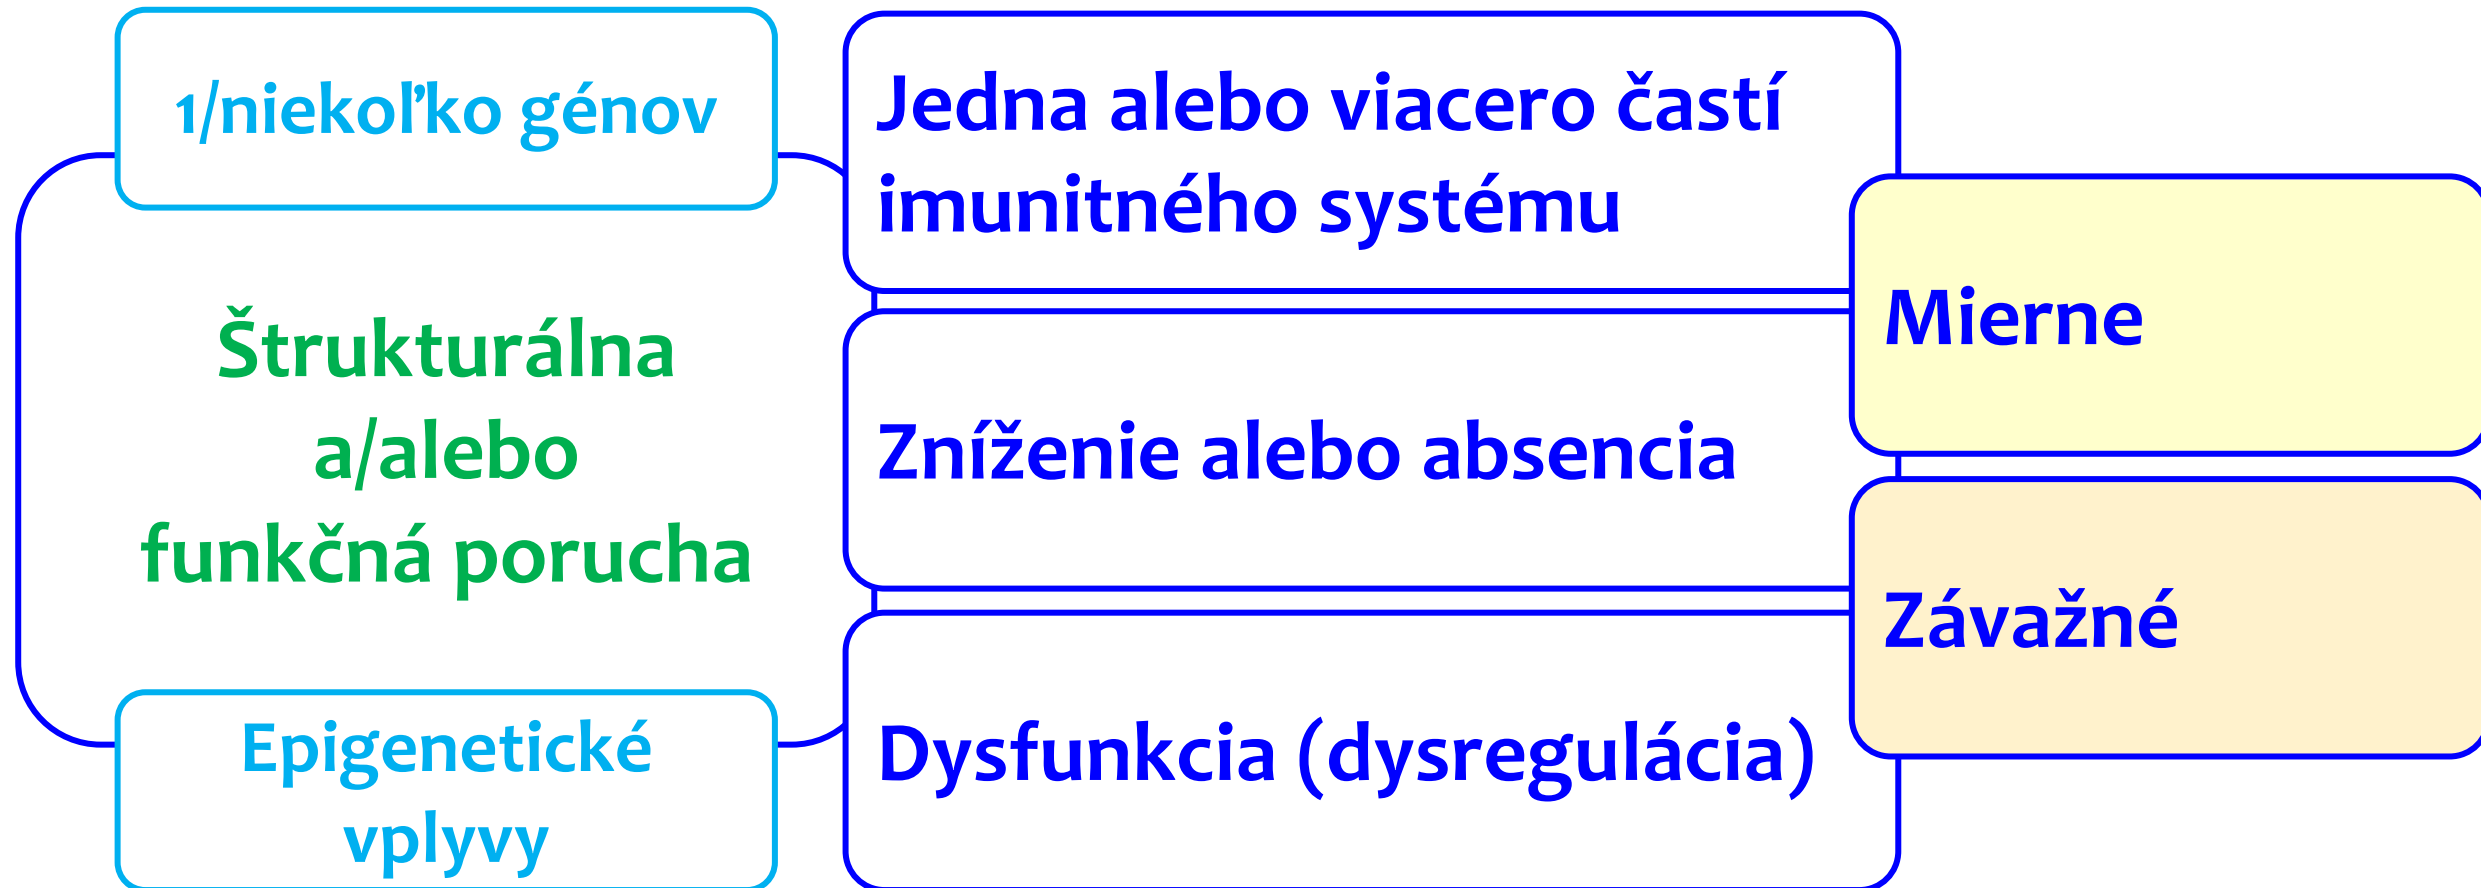 1/niekoľko génov
Štrukturálna
a/alebo
funkčná porucha
Epigenetické
vplyvy
Jedna alebo viacero častí
imunitného systému
Zníženie alebo absencia
Dysfunkcia (dysregulácia)
Mierne
Závažné